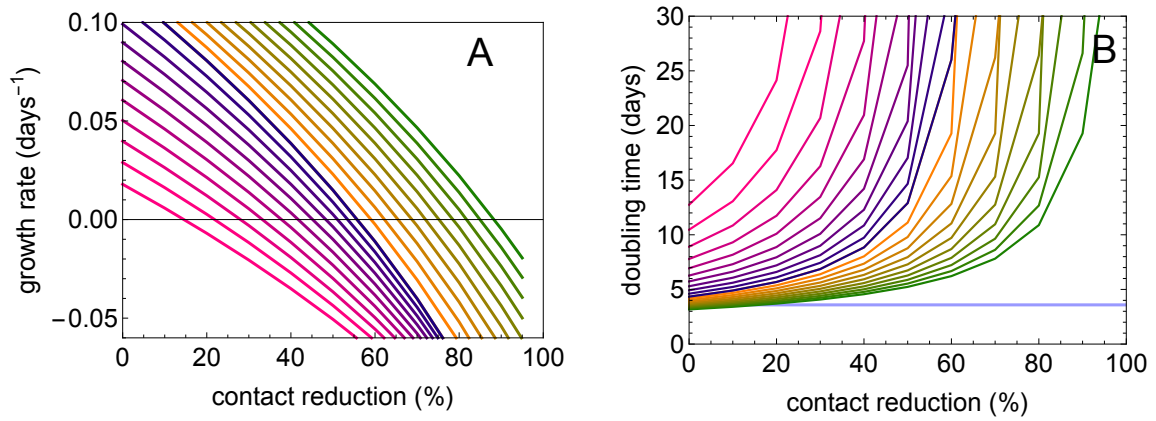 A
growth rate (days⁻¹)
0.10
0.05
0.00
−0.05
0 20 40 60 80 100
contact reduction (%)
B
doubling time (days)
30
25
20
15
10
5
0
0 20 40 60 80 100
contact reduction (%)